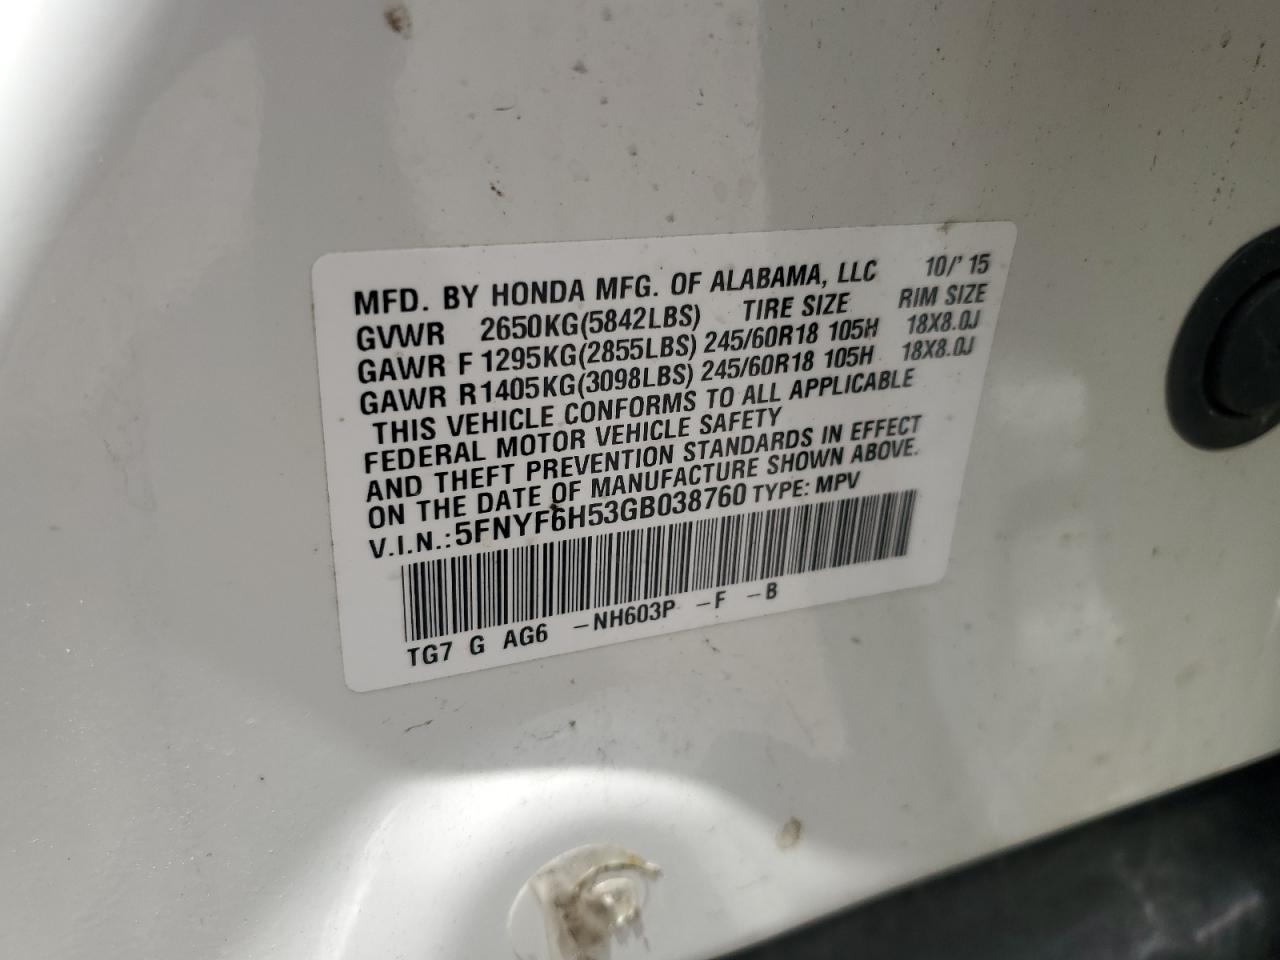 MFD. BY HONDA MFG. OF ALABAMA, LLC 10/'15
GVWR 2650KG(5842LBS) TIRE SIZE RIM SIZE
GAWR F 1295KG(2855LBS) 245/60R18 105H 18X8.0J
GAWR R1405KG(3098LBS) 245/60R18 105H 18X8.0J
THIS VEHICLE CONFORMS TO ALL APPLICABLE
FEDERAL MOTOR VEHICLE SAFETY
AND THEFT PREVENTION STANDARDS IN EFFECT
ON THE DATE OF MANUFACTURE SHOWN ABOVE.
V.I.N.:5FNYF6H53GB038760 TYPE: MPV
TG7 G AG6 -NH603P -F -B